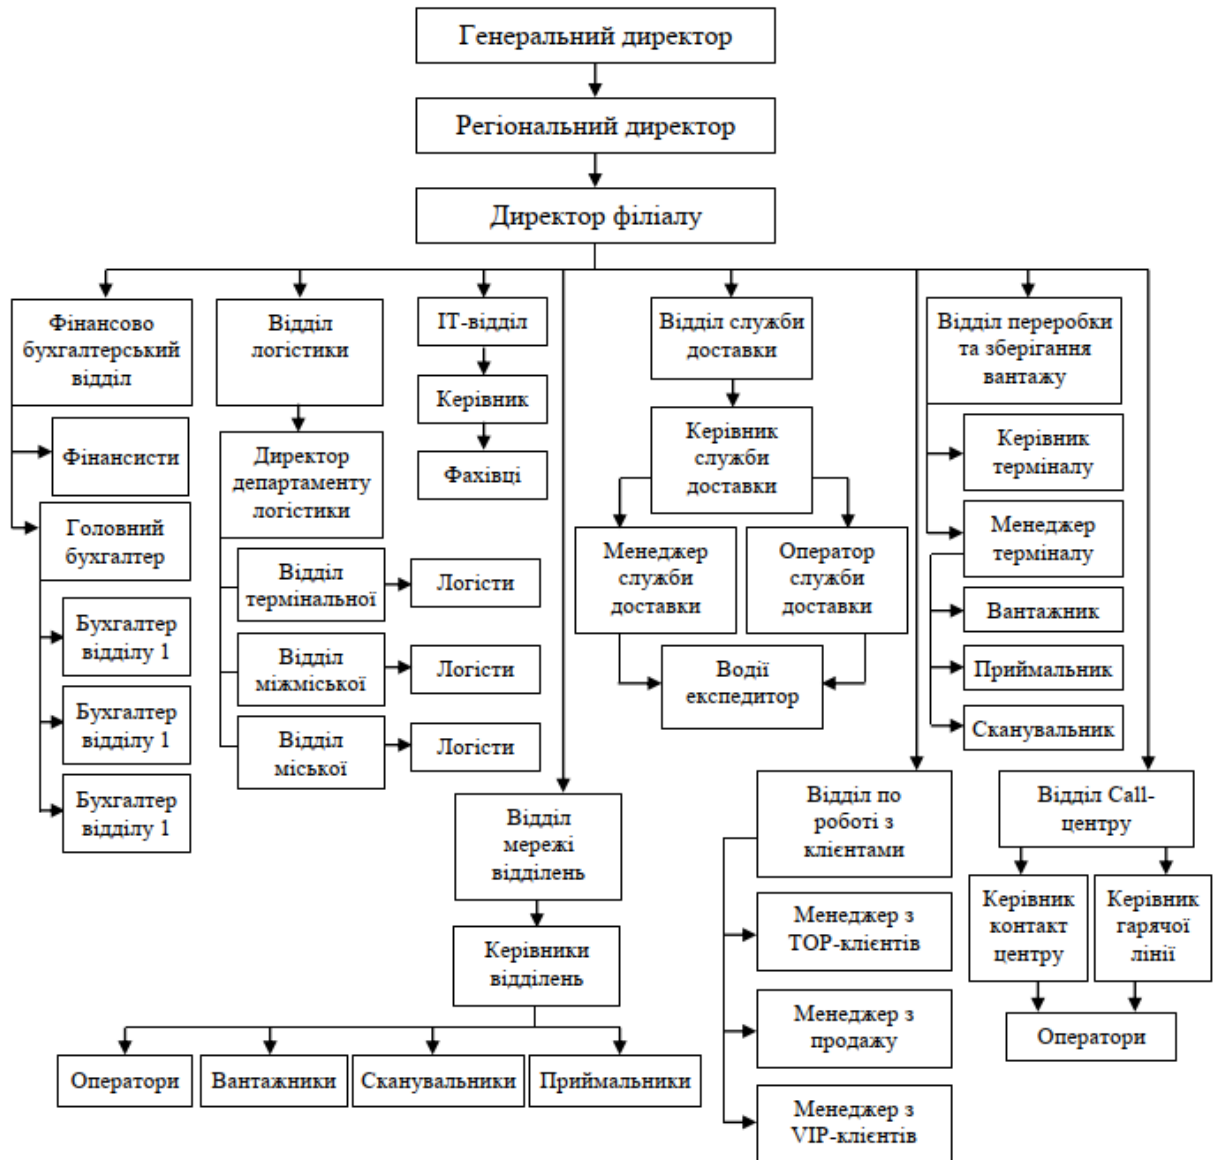 Генеральний директор
Регіональний директор
Директор філіалу
Фінансово
бухгалтерський
відділ
Фінансисти
Головний
бухгалтер
Бухгалтер
відділу 1
Бухгалтер
відділу 1
Бухгалтер
відділу 1
Відділ
логістики
Директор
департаменту
логістики
Відділ
термінальної
Логісти
Відділ
міжміської
Логісти
Відділ
міської
Логісти
ІТ-відділ
Керівник
Фахівці
Відділ
мережі
відділень
Керівники
відділень
Оператори
Вантажники
Сканувальники
Приймальники
Відділ служби
доставки
Керівник
служби
доставки
Менеджер
служби
доставки
Оператор
служби
доставки
Водії
експедитор
Відділ по
роботі з
клієнтами
Менеджер з
ТОР-клієнтів
Менеджер з
продажу
Менеджер з
VIP-клієнтів
Відділ переробки
та зберігання
вантажу
Керівник
терміналу
Менеджер
терміналу
Вантажник
Приймальник
Сканувальник
Відділ Call-
центру
Керівник
контакт
центру
Керівник
гарячої
лінії
Оператори